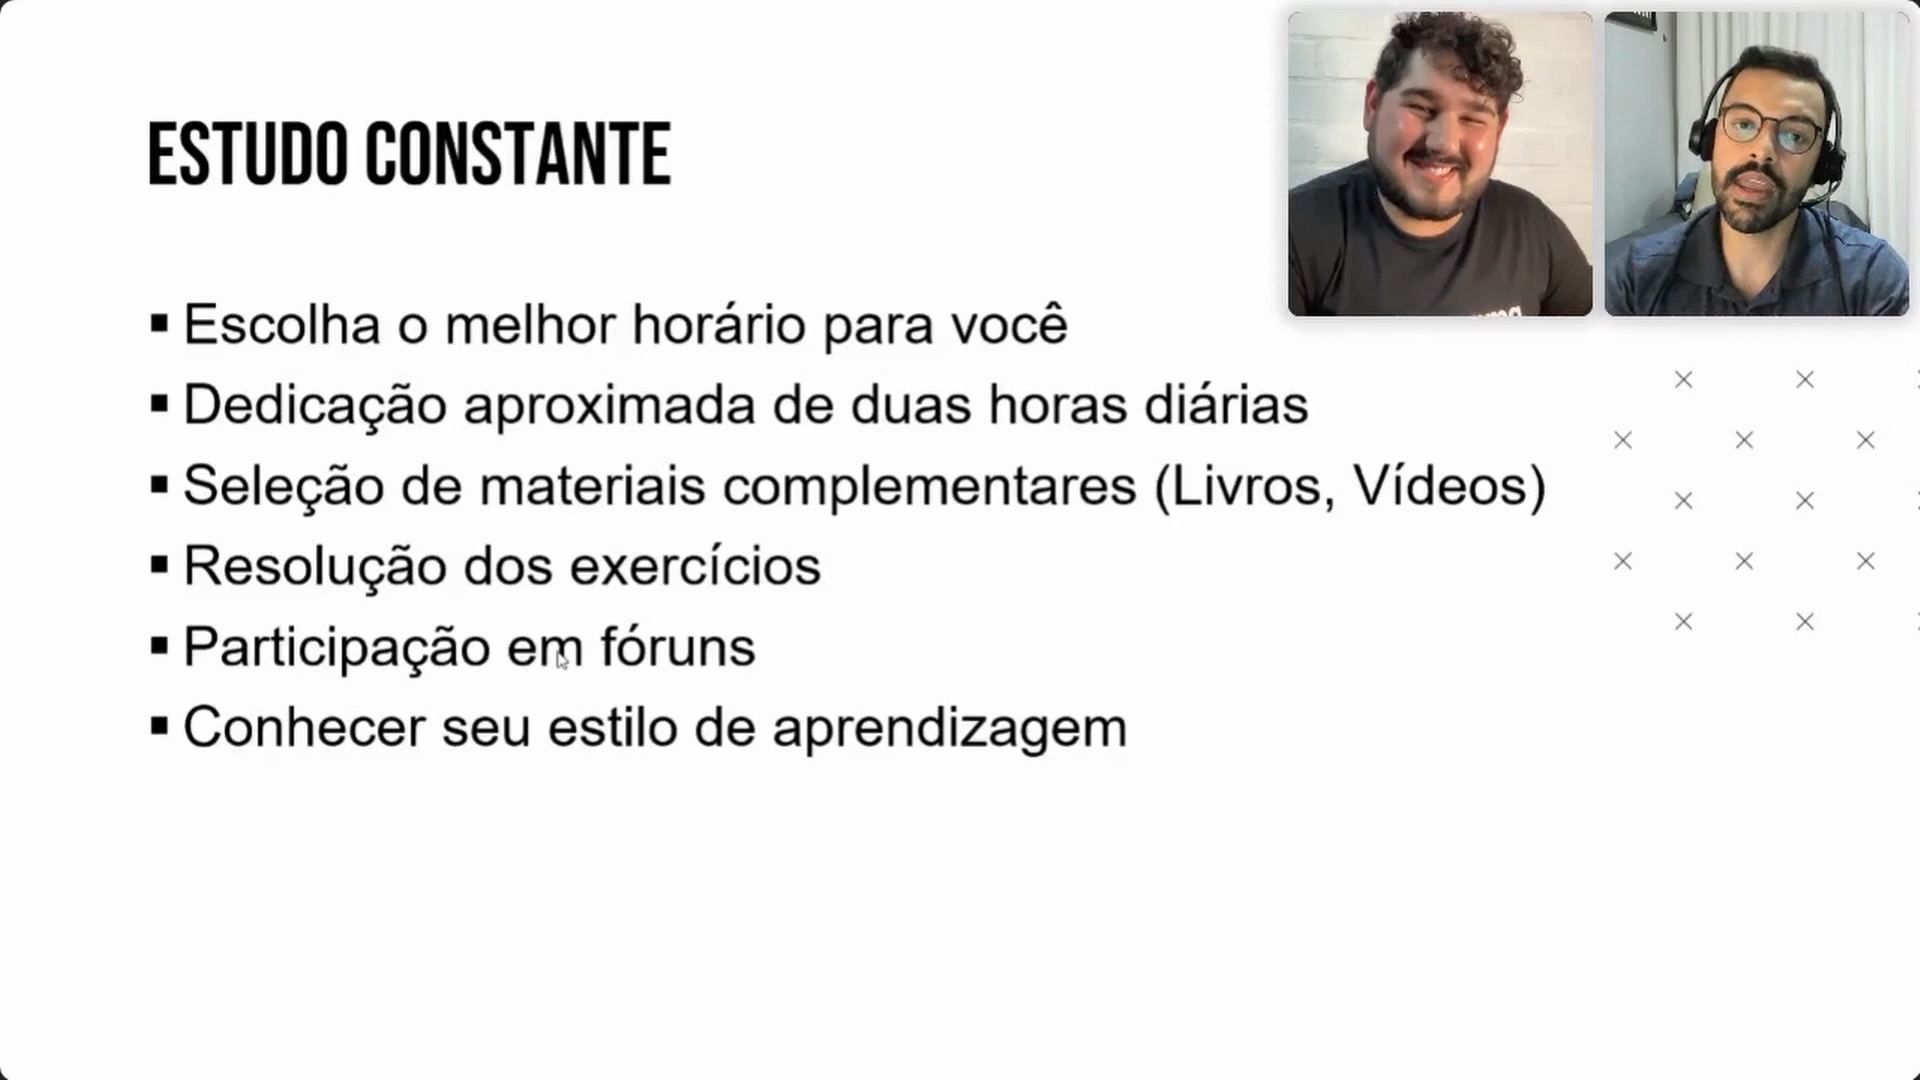 ESTUDO CONSTANTE
▪ Escolha o melhor horário para você
▪ Dedicação aproximada de duas horas diárias
▪ Seleção de materiais complementares (Livros, Vídeos)
▪ Resolução dos exercícios
▪ Participação em fóruns
▪ Conhecer seu estilo de aprendizagem